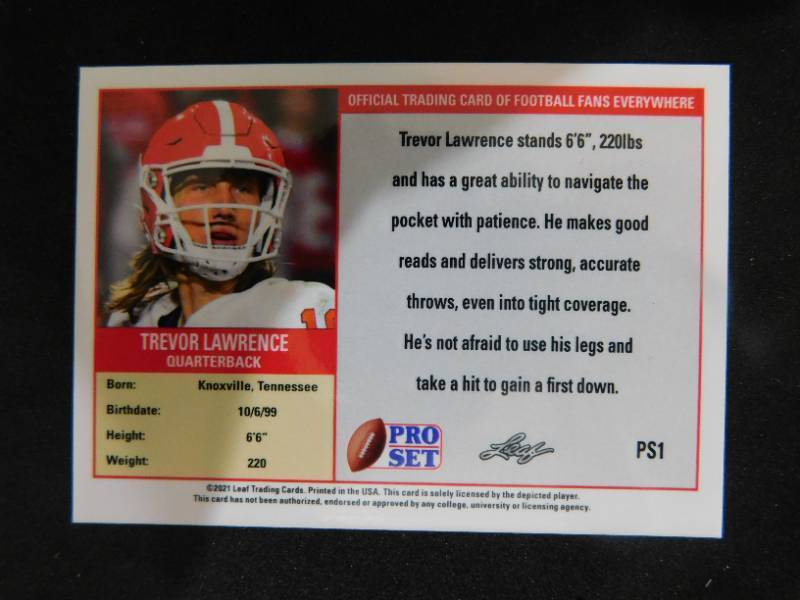 OFFICIAL TRADING CARD OF FOOTBALL FANS EVERYWHERE
Trevor Lawrence stands 6'6", 220lbs
and has a great ability to navigate the
pocket with patience. He makes good
reads and delivers strong, accurate
throws, even into tight coverage.
He's not afraid to use his legs and
take a hit to gain a first down.
TREVOR LAWRENCE
QUARTERBACK
Born: Knoxville, Tennessee
Birthdate: 10/6/99
Height: 6'6"
Weight: 220
PRO
SET
Leaf
PS1
©2021 Leaf Trading Cards. Printed in the USA. This card is solely licensed by the depicted player.
This card has not been authorized, endorsed or approved by any college, university or licensing agency.